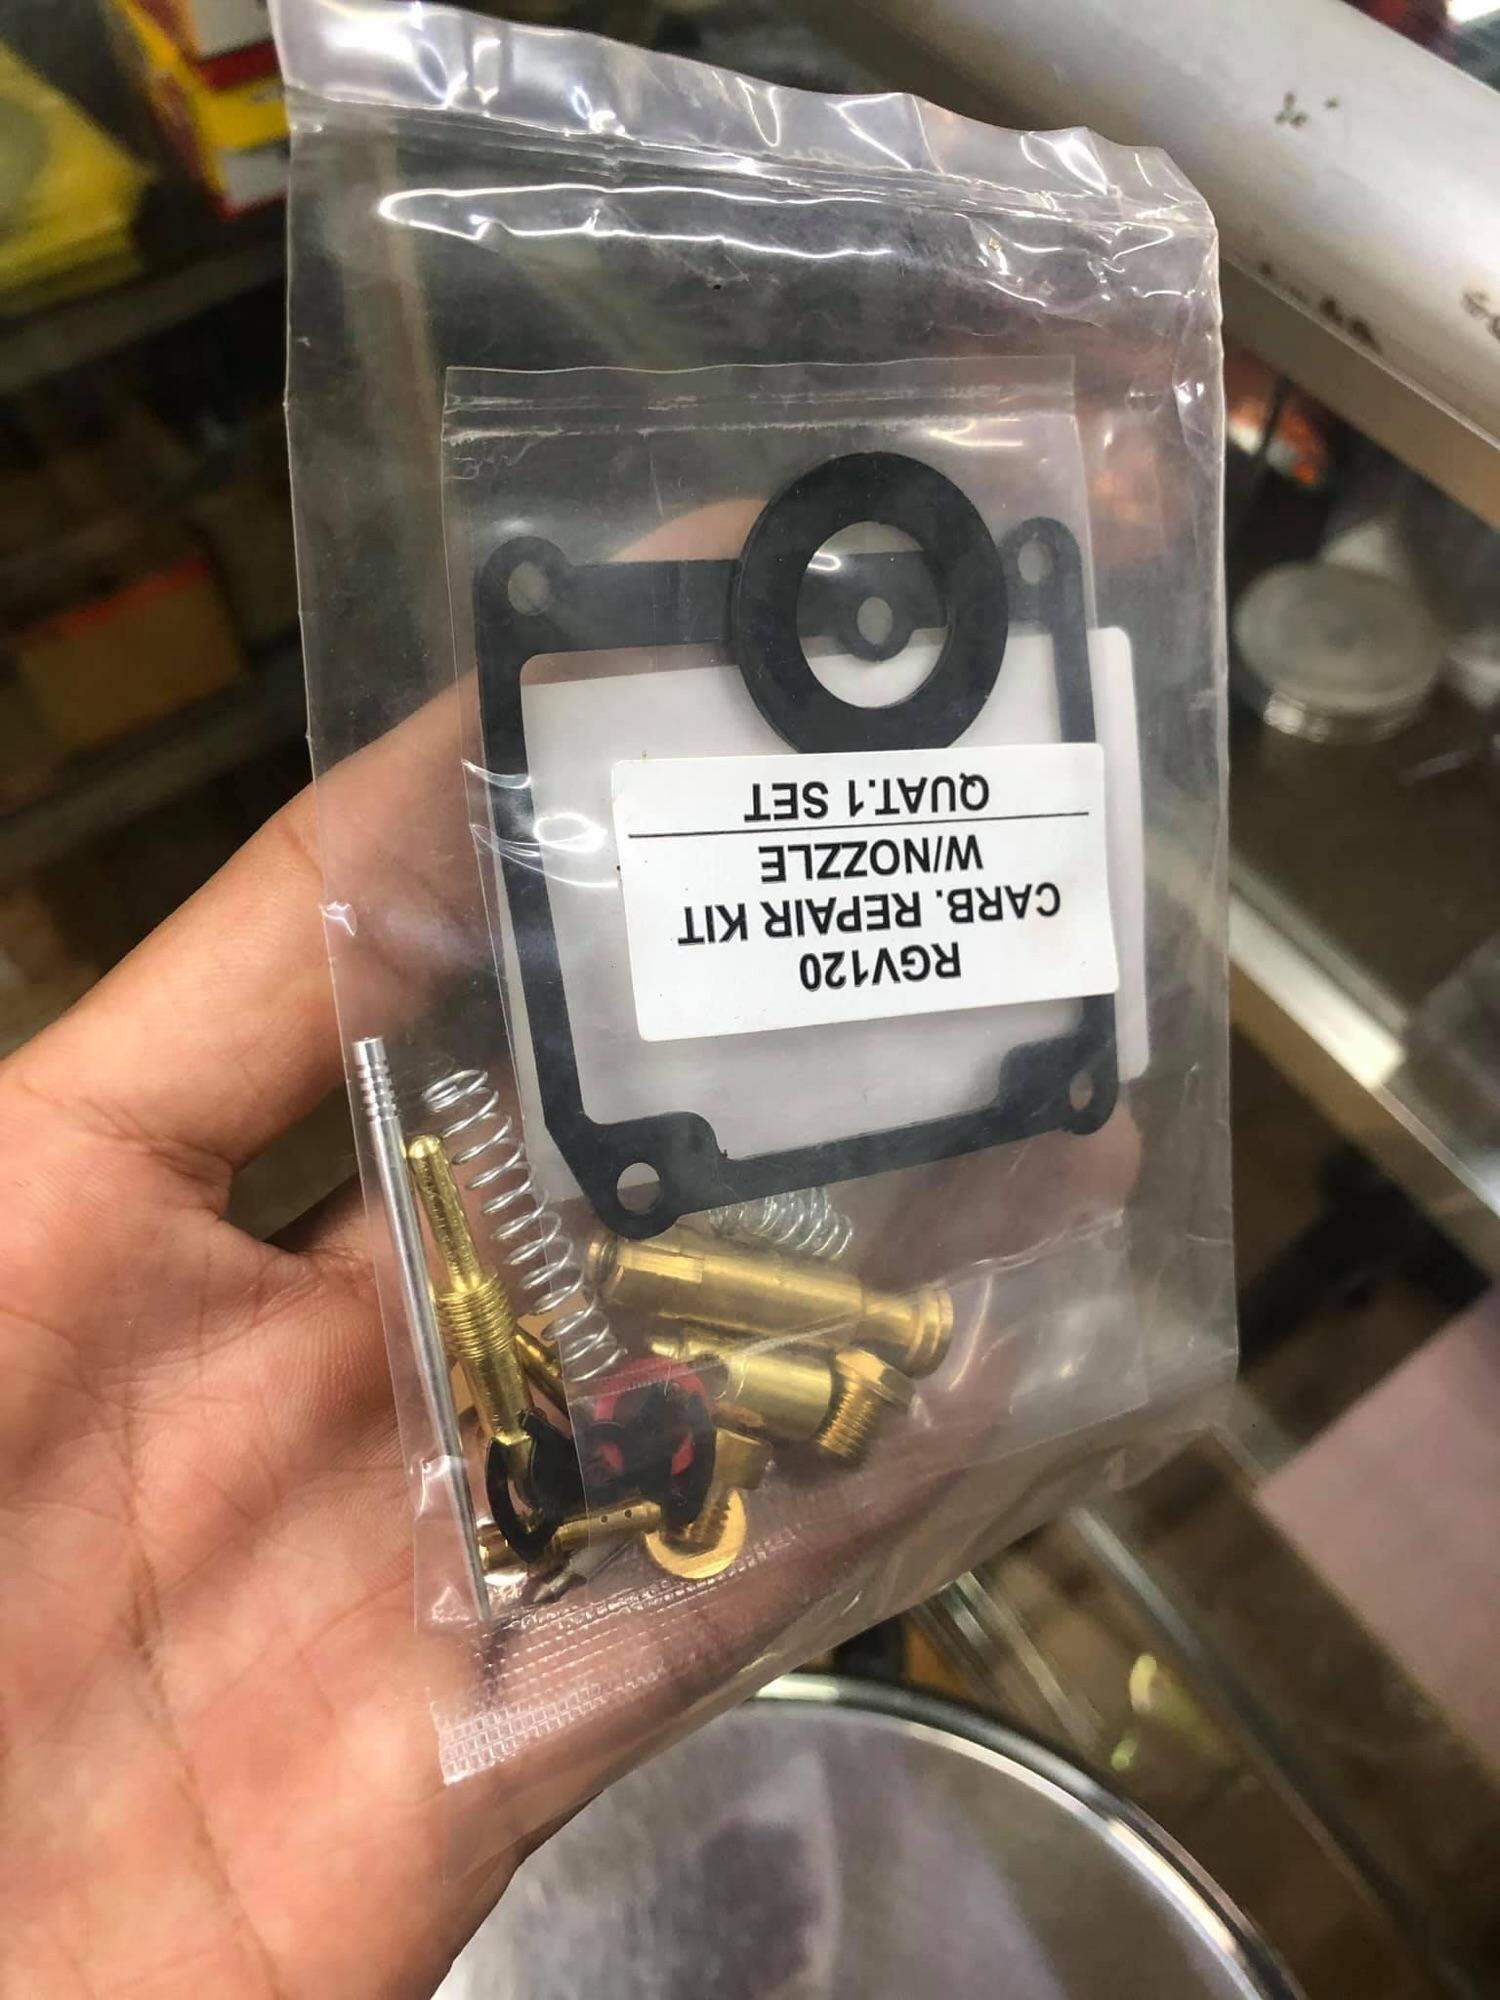 RGV120
CARB. REPAIR KIT
W/NOZZLE
QUAT.1 SET